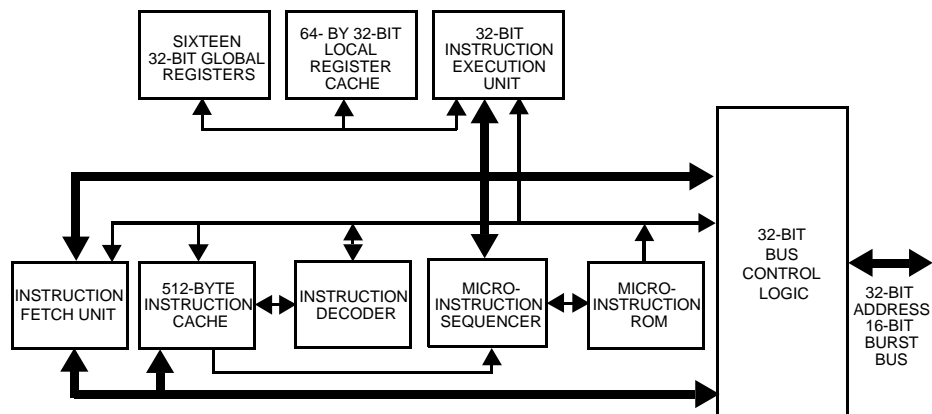 SIXTEEN
32-BIT GLOBAL
REGISTERS
64- BY 32-BIT
LOCAL
REGISTER
CACHE
32-BIT
INSTRUCTION
EXECUTION
UNIT
INSTRUCTION
FETCH UNIT
512-BYTE
INSTRUCTION
CACHE
INSTRUCTION
DECODER
MICRO-
INSTRUCTION
SEQUENCER
MICRO-
INSTRUCTION
ROM
32-BIT
BUS
CONTROL
LOGIC
32-BIT
ADDRESS
16-BIT
BURST
BUS